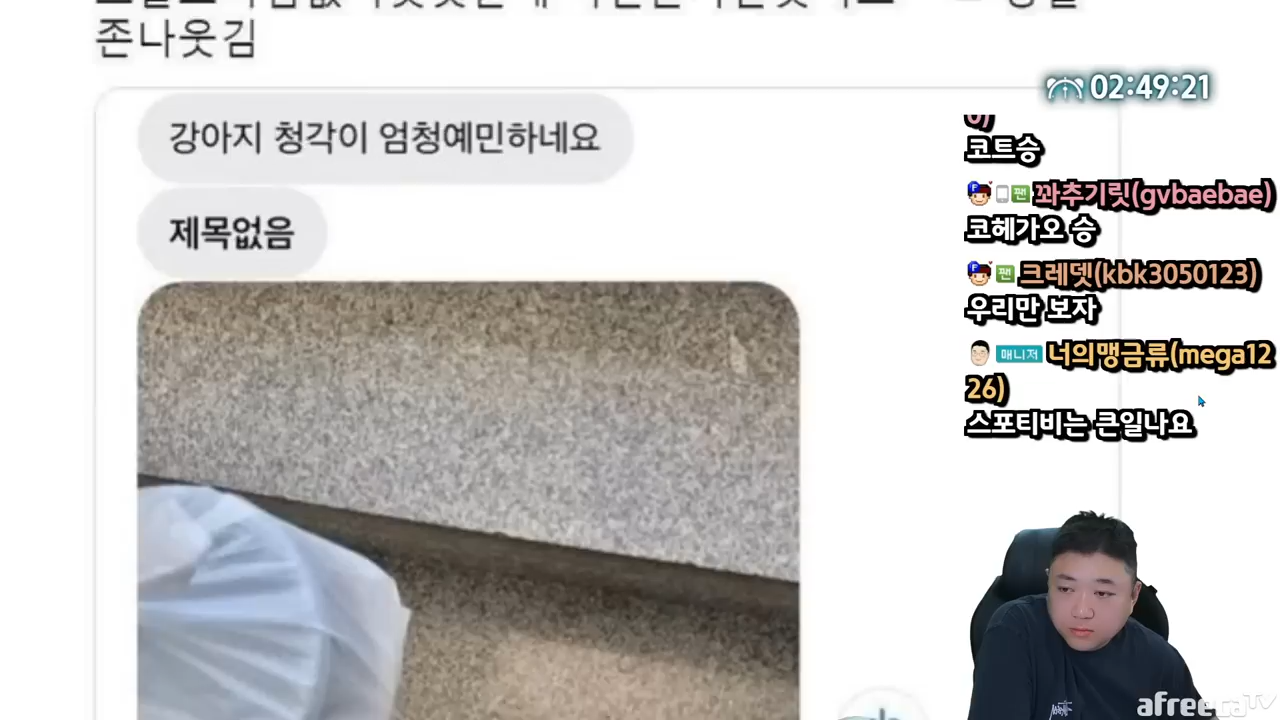 존나웃김
02:49:21
강아지 청각이 엄청예민하네요
제목없음
코트승
꽈추기릿(gvbaebae)
코헤가오 승
크레뎃(kbk3050123)
우리만 보자
매니저 너의맹금류(mega12
26)
스포티비는 큰일나요
afreecaTV